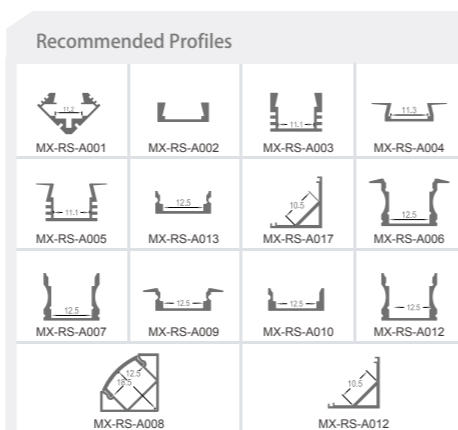 Recommended Profiles
11.2
11.1
11.3
MX-RS-A001 MX-RS-A002 MX-RS-A003 MX-RS-A004
11.1
12.5
10.5
12.5
MX-RS-A005 MX-RS-A013 MX-RS-A017 MX-RS-A006
12.5
12.5
12.5
12.5
MX-RS-A007 MX-RS-A009 MX-RS-A010 MX-RS-A012
12.5
18.5
10.5
MX-RS-A008 MX-RS-A012